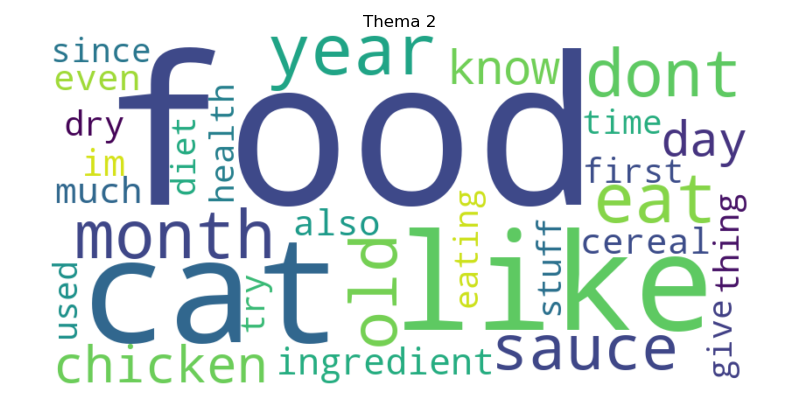 Thema 2
since
year
know
dont
even
food
dry
diet
health
time
day
im
first
much
eat
month
also
old
eating
stuff
cereal
thing
cat
like
used
try
give
sauce
chicken
ingredient